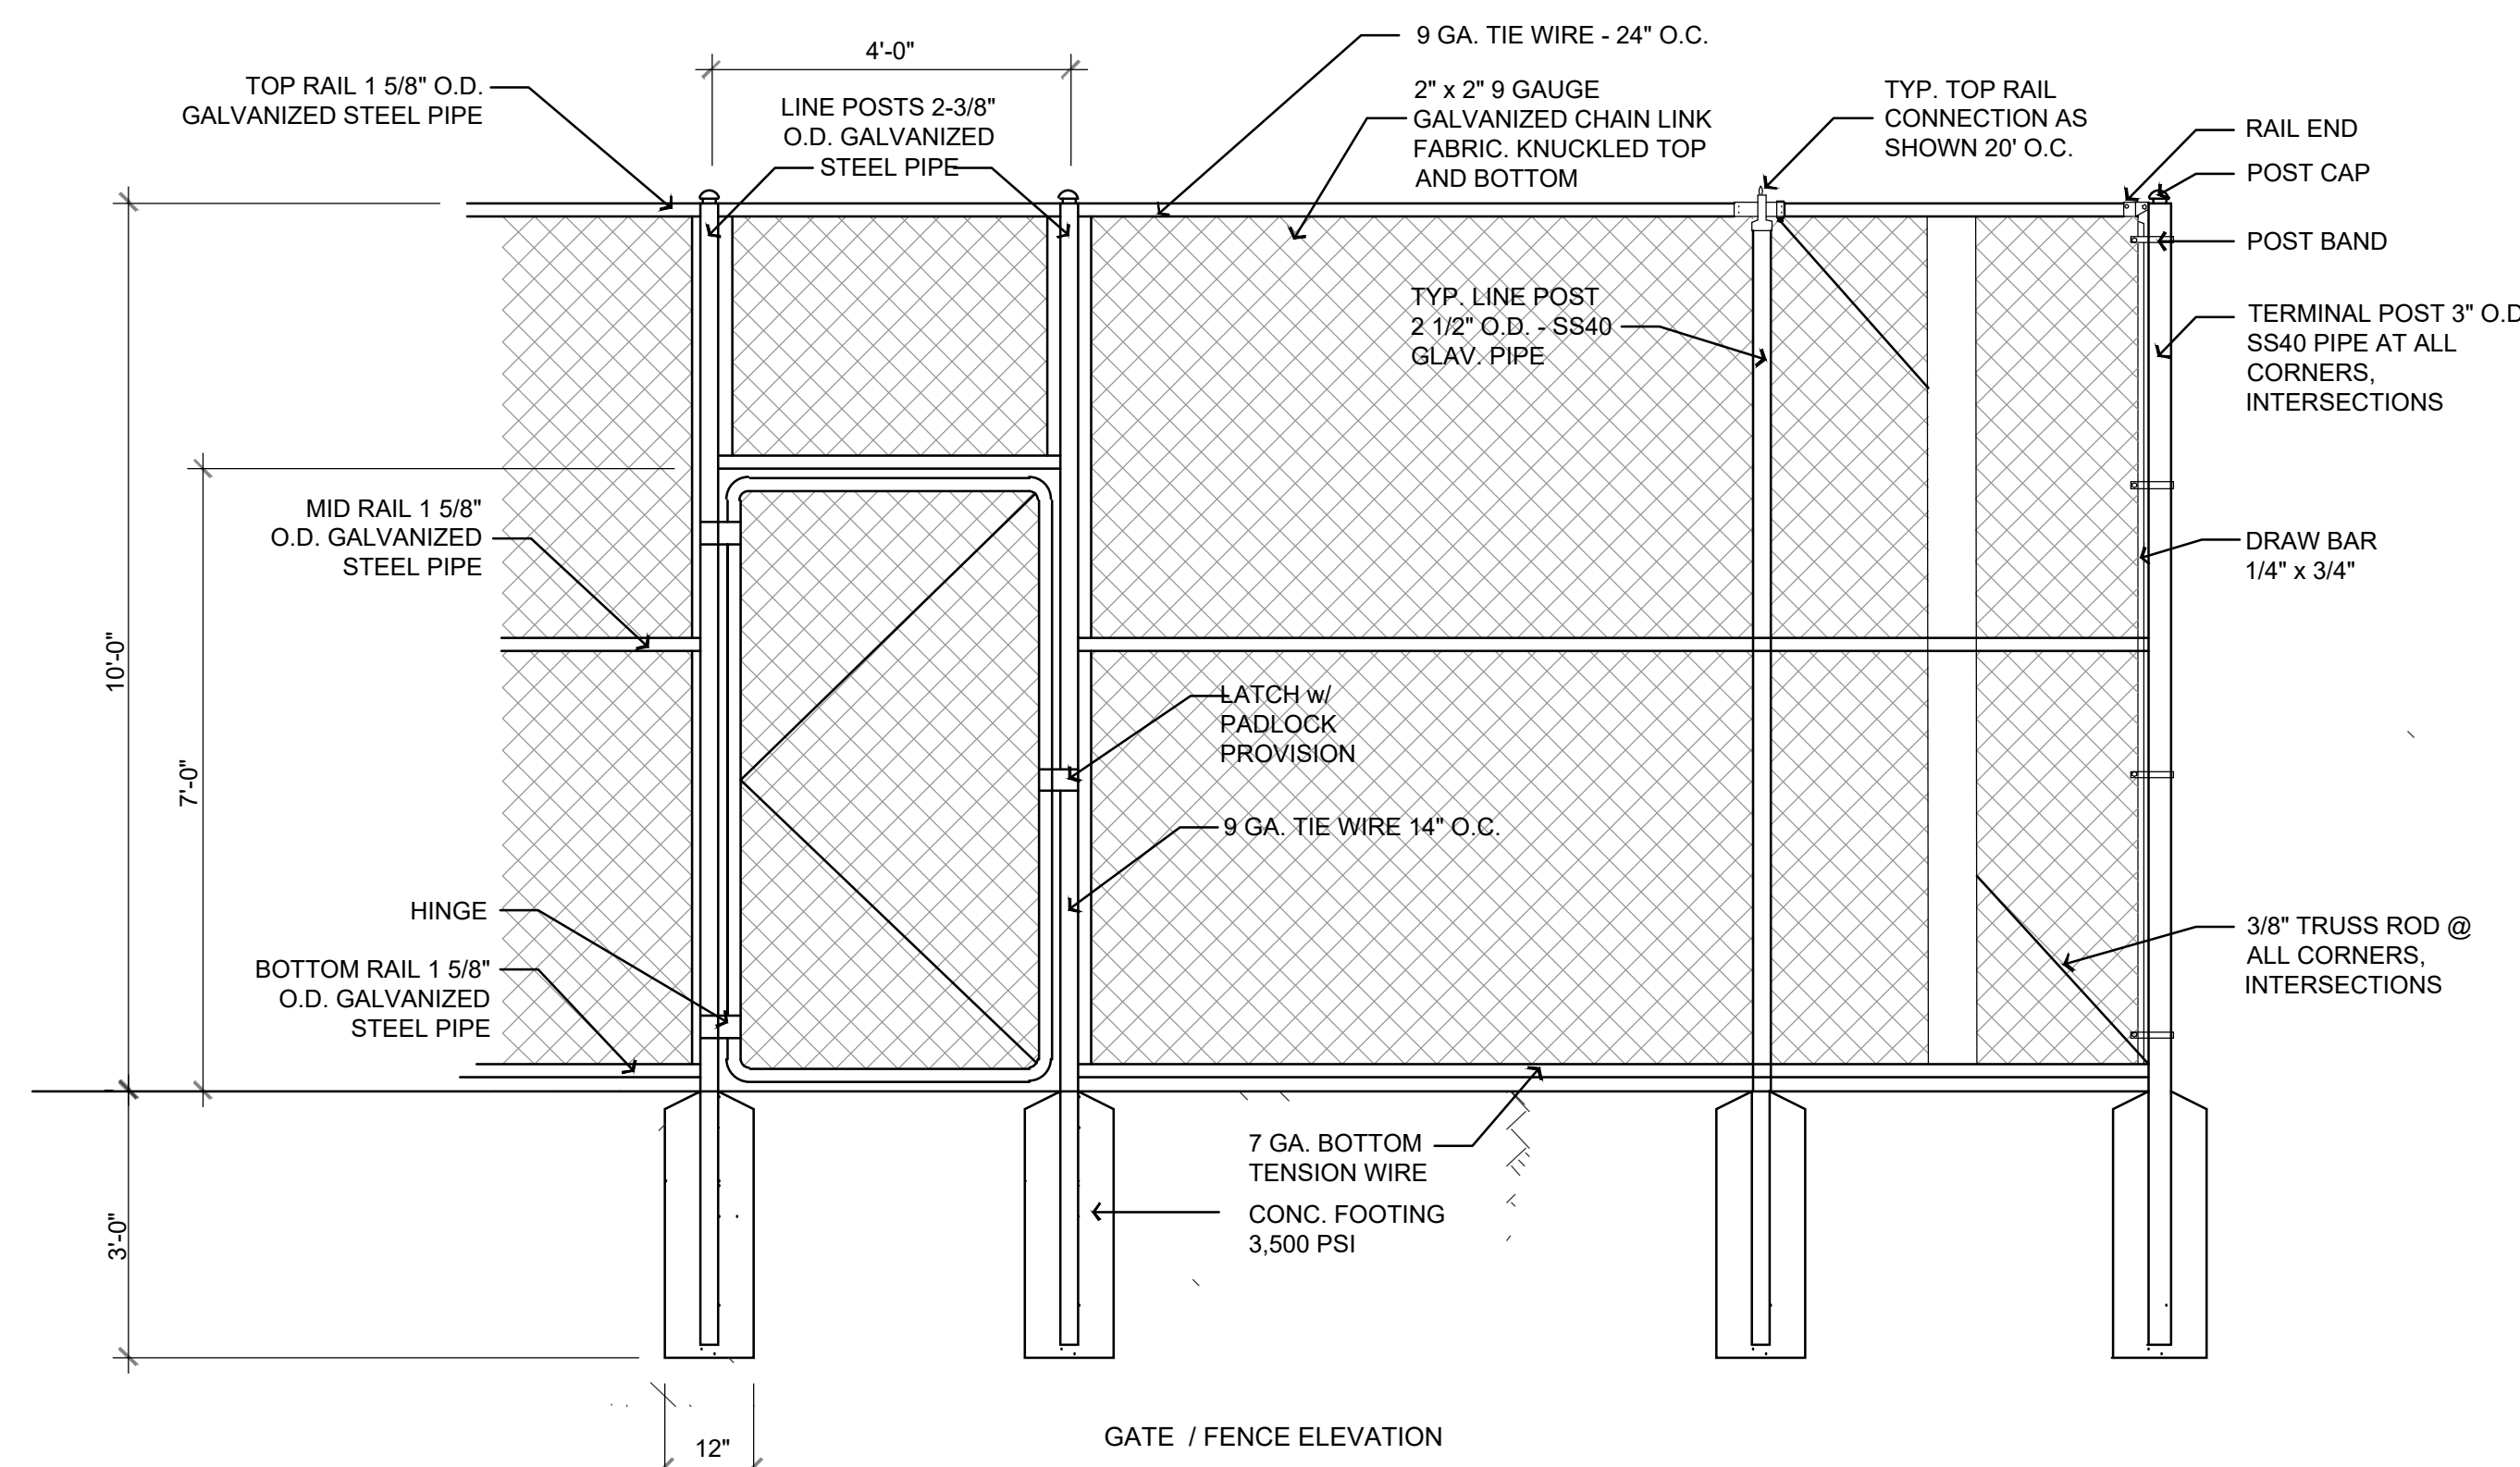 4'-0"
9 GA. TIE WIRE - 24" O.C.
TOP RAIL 1 5/8" O.D.
GALVANIZED STEEL PIPE
LINE POSTS 2-3/8"
O.D. GALVANIZED
STEEL PIPE
2" x 2" 9 GAUGE
GALVANIZED CHAIN LINK
FABRIC. KNUCKLED TOP
AND BOTTOM
TYP. TOP RAIL
CONNECTION AS
SHOWN 20' O.C.
RAIL END
POST CAP
POST BAND
TYP. LINE POST
2 1/2" O.D. - SS40
GLAV. PIPE
TERMINAL POST 3" O.D
SS40 PIPE AT ALL
CORNERS,
INTERSECTIONS
MID RAIL 1 5/8"
O.D. GALVANIZED
STEEL PIPE
DRAW BAR
1/4" x 3/4"
10'-0"
7'-0"
LATCH w/
PADLOCK
PROVISION
9 GA. TIE WIRE 14" O.C.
HINGE
BOTTOM RAIL 1 5/8"
O.D. GALVANIZED
STEEL PIPE
3/8" TRUSS ROD @
ALL CORNERS,
INTERSECTIONS
7 GA. BOTTOM
TENSION WIRE
CONC. FOOTING
3,500 PSI
3'-0"
12"
GATE / FENCE ELEVATION